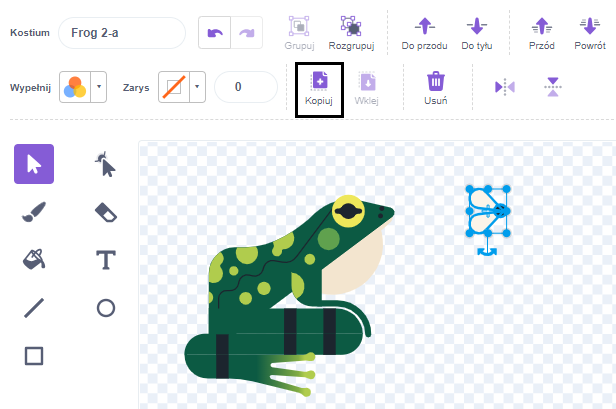 Kostium Frog 2-a
Grupuj Rozgrupuj Do przodu Do tyłu Przód Powrót
Wypełnij Zarys 0 Kopiuj Wklej Usuń
T